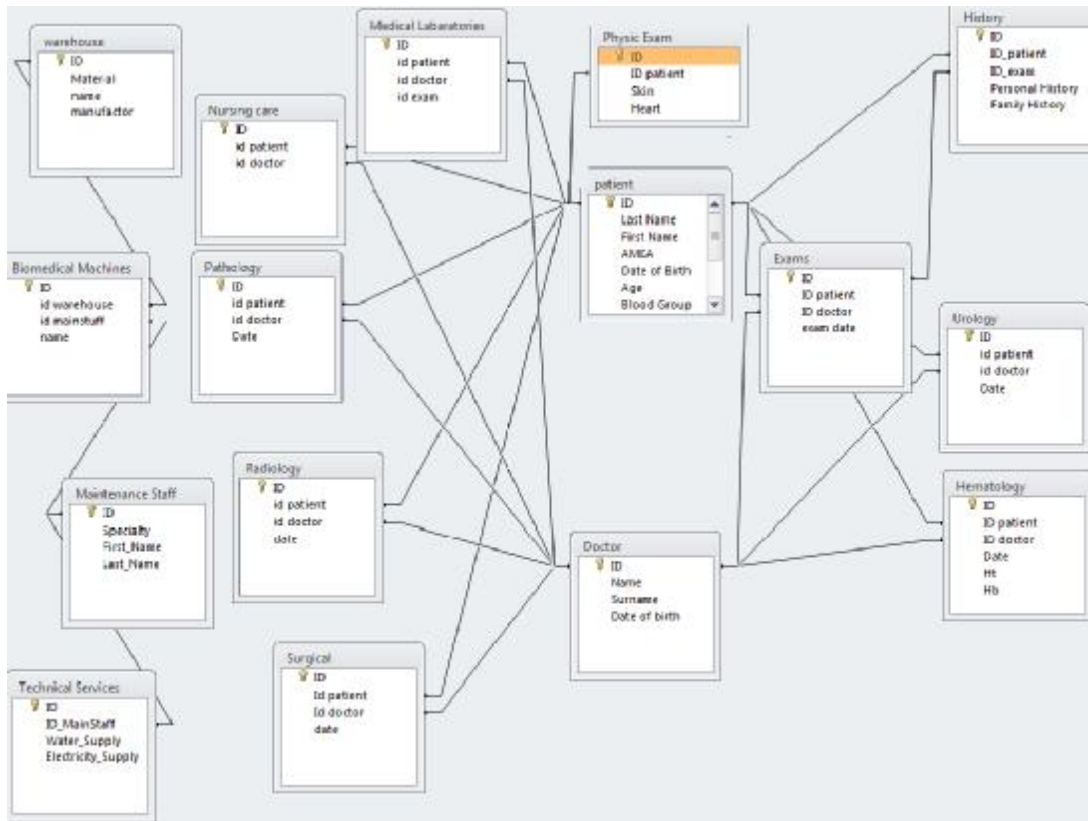 warehouse
ID
Material
name
manufactor
Medical Labaratories
ID
id patient
id doctor
id exam
Physic Exam
ID
ID patient
Skin
Heart
History
ID
ID_patient
ID_exam
Personal History
Family History
Nursing care
ID
id patient
id doctor
patient
ID
Last Name
First Name
AMKA
Date of Birth
Age
Blood Group
Exams
ID
ID patient
ID doctor
exam date
Biomedical Machines
ID
id warehouse
id mainstuff
name
Pathology
ID
id patient
id doctor
Date
Urology
ID
id patient
id doctor
Date
Maintenance Staff
ID
Specialty
First_Name
Last_Name
Radiology
ID
id patient
id doctor
date
Doctor
ID
Name
Surname
Date of birth
Hematology
ID
ID patient
ID doctor
Date
Ht
Hb
Technical Services
ID
ID_MainStaff
Water_Supply
Electricity_Supply
Surgical
ID
Id patient
Id doctor
date